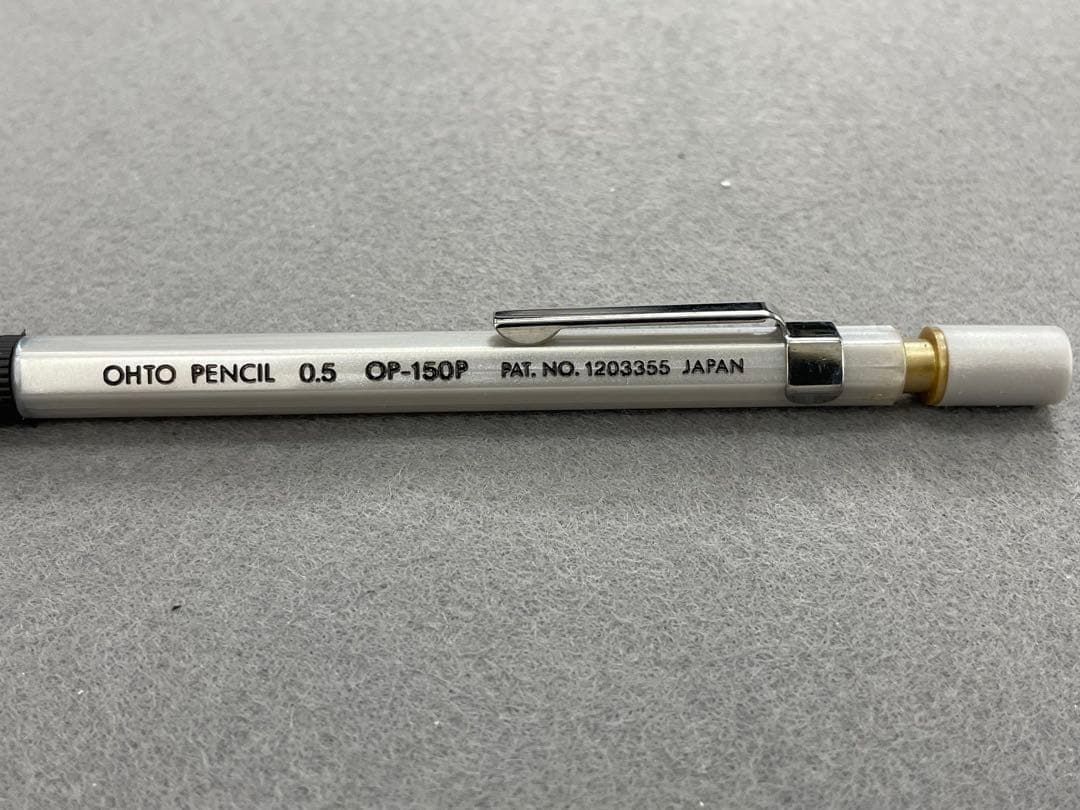 OHTO PENCIL 0.5 OP-150P PAT. NO. 1203355 JAPAN